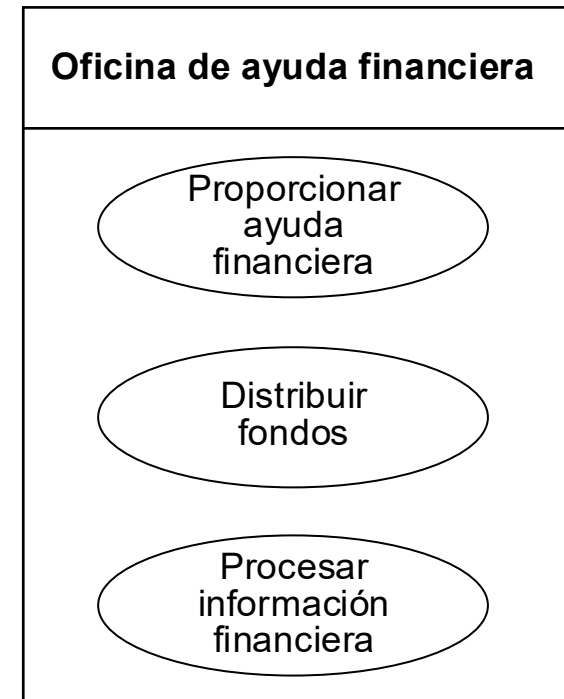 Oficina de ayuda financiera
Proporcionar
ayuda
financiera
Distribuir
fondos
Procesar
información
financiera